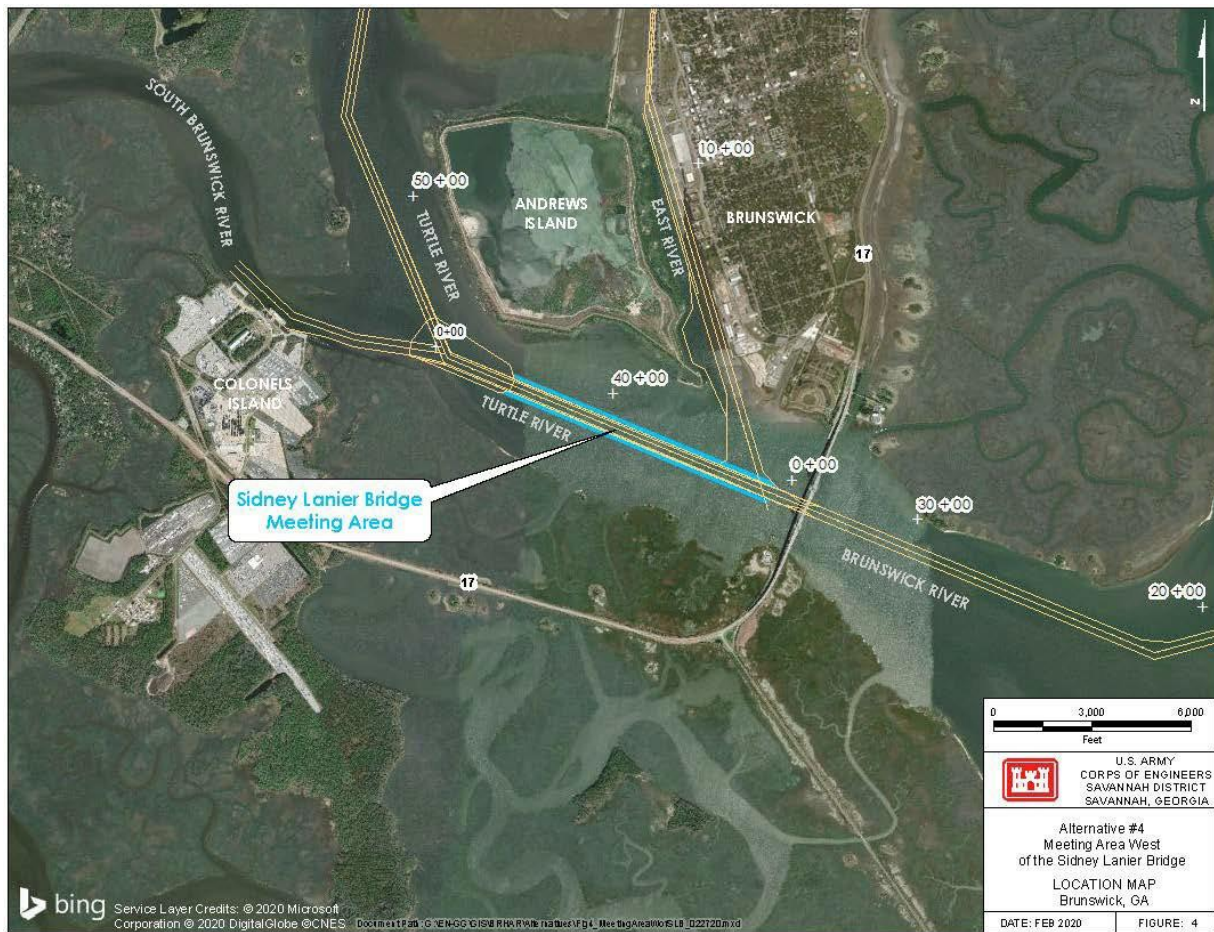 SOUTH BRUNSWICK RIVER
50 +00
TURTLE RIVER
ANDREWS
ISLAND
EAST RIVER
10 +00
BRUNSWICK
17
N
0+00
COLONELS
ISLAND
40 +00
TURTLE RIVER
Sidney Lanier Bridge
Meeting Area
0 +00
30 +00
BRUNSWICK RIVER
20 +00
17
0 3,000 6,000
Feet
U.S. ARMY
CORPS OF ENGINEERS
SAVANNAH DISTRICT
SAVANNAH, GEORGIA
Alternative #4
Meeting Area West
of the Sidney Lanier Bridge
LOCATION MAP
Brunswick, GA
DATE: FEB 2020 FIGURE: 4
bing
Service Layer Credits: © 2020 Microsoft
Corporation © 2020 DigitalGlobe ©CNES
Document Path: